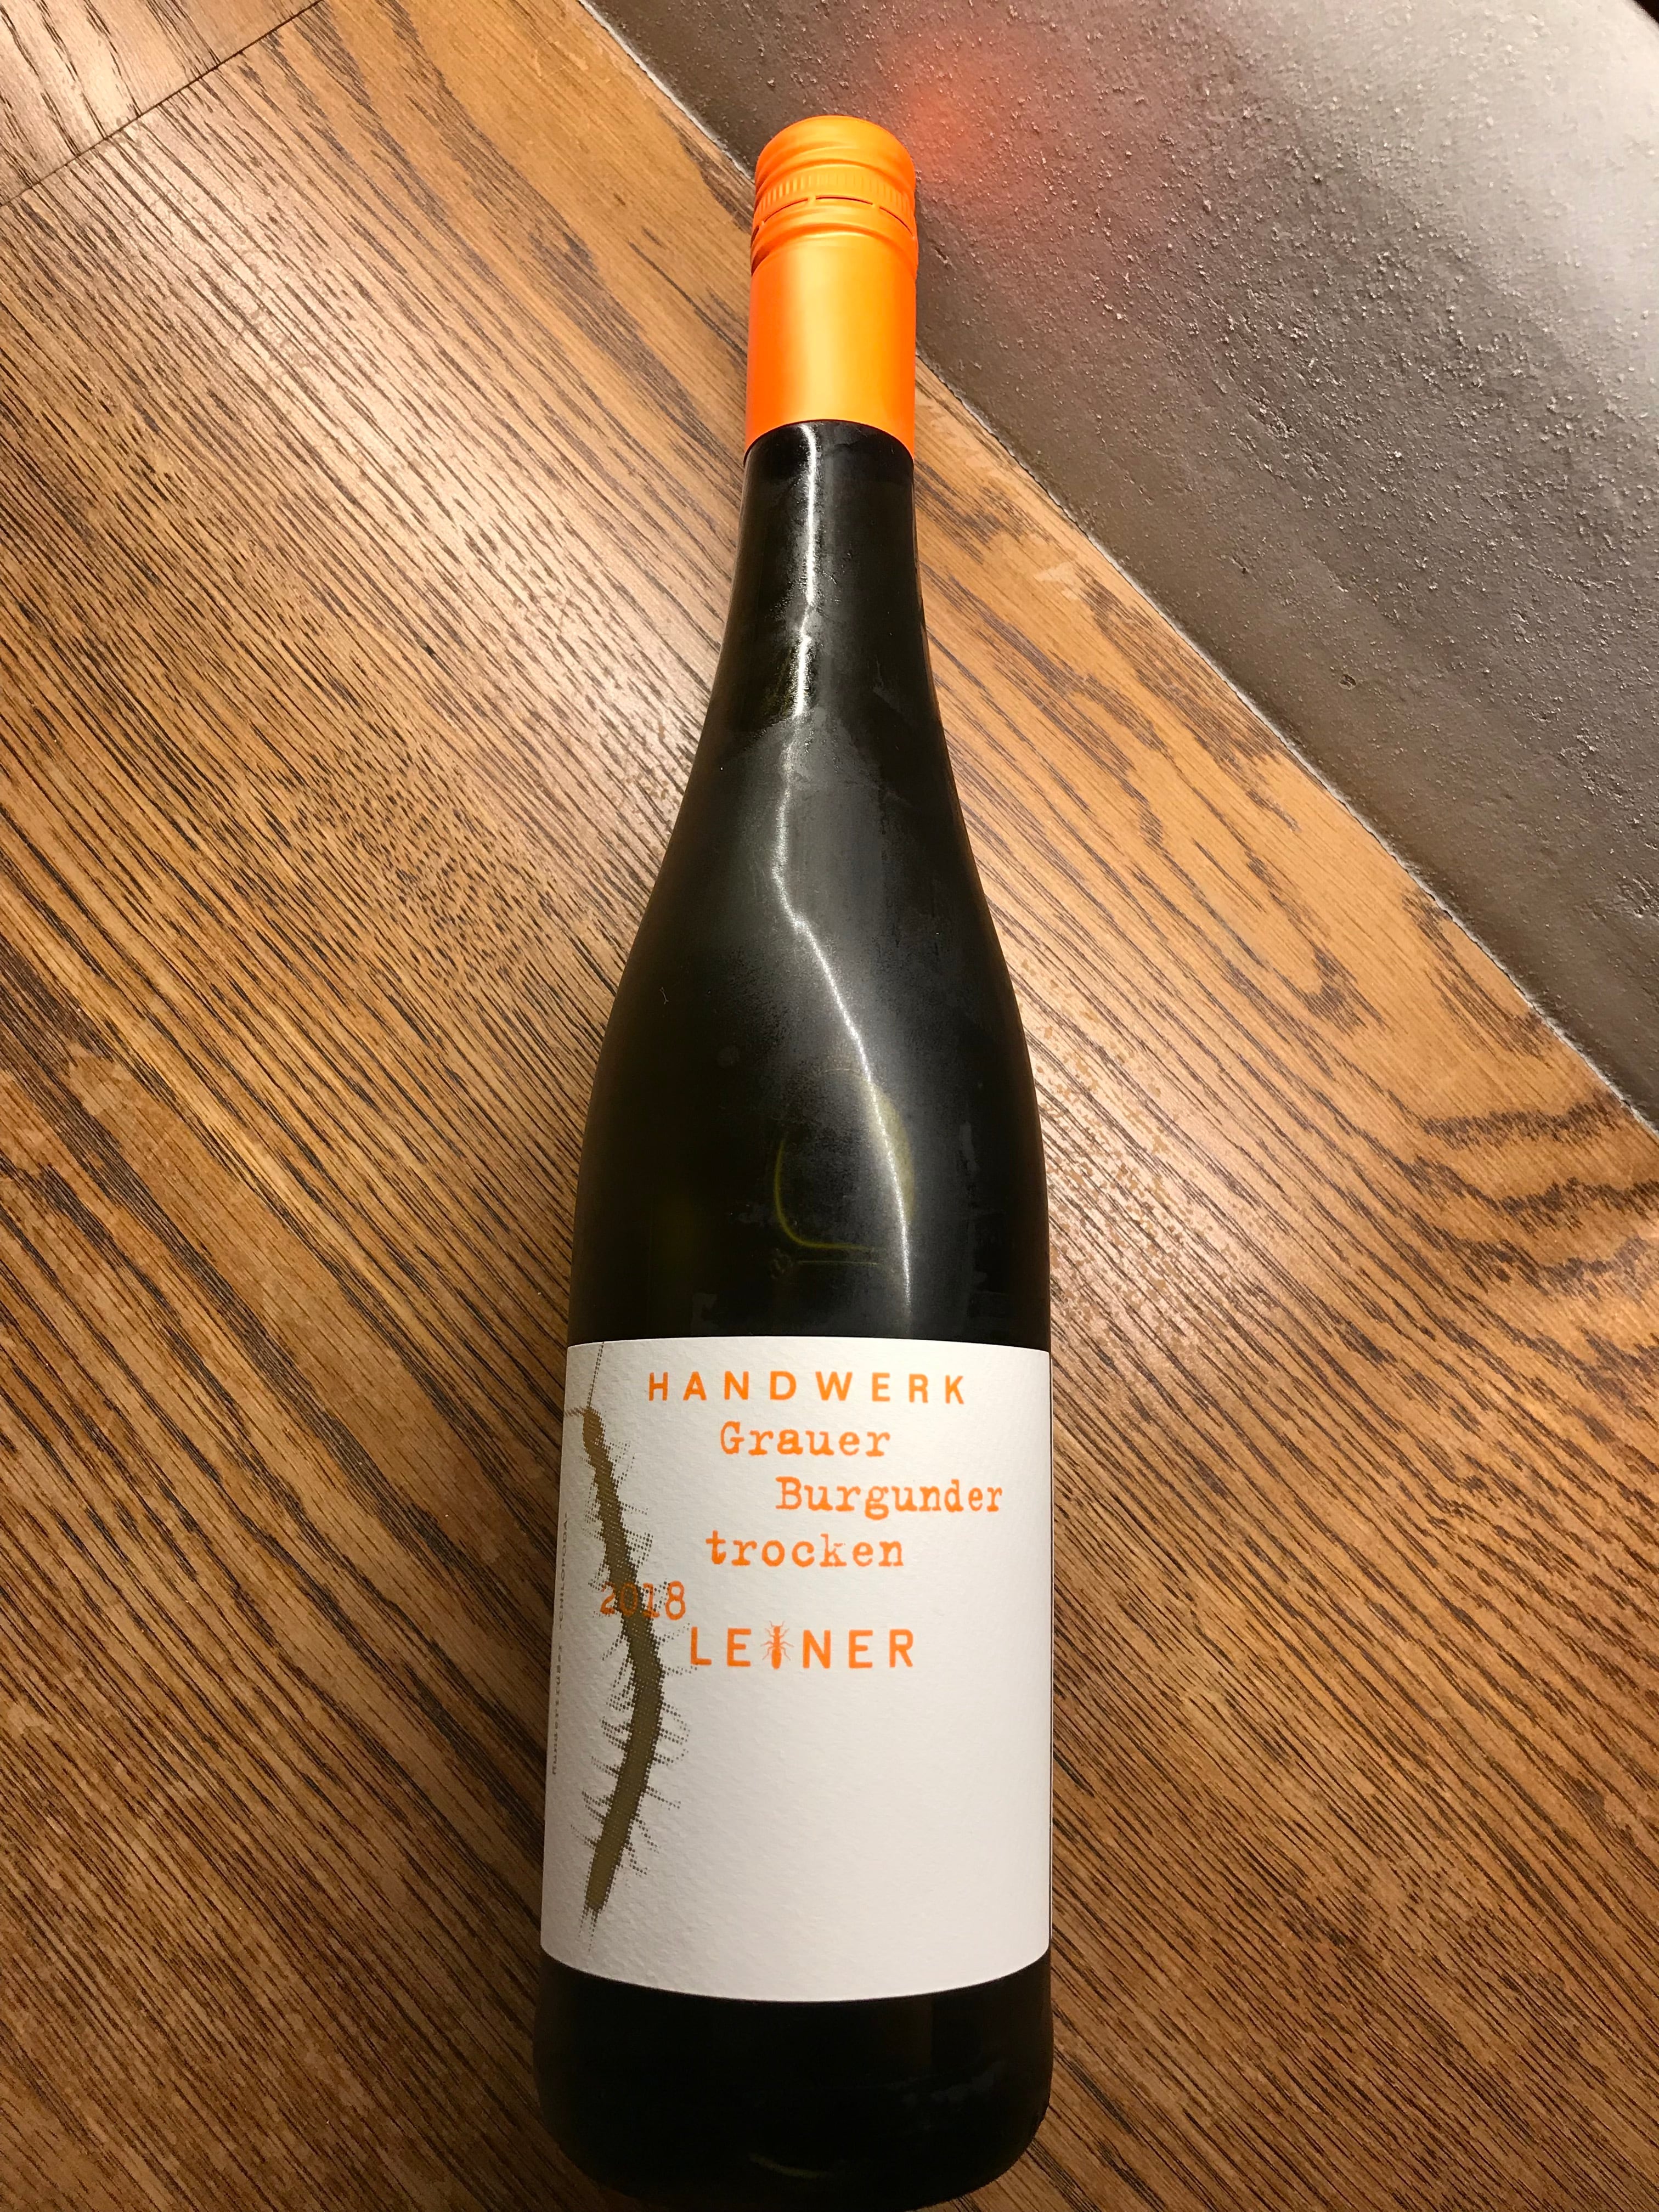 HANDWERK
Grauer
Burgunder
trocken
2018
LEINER